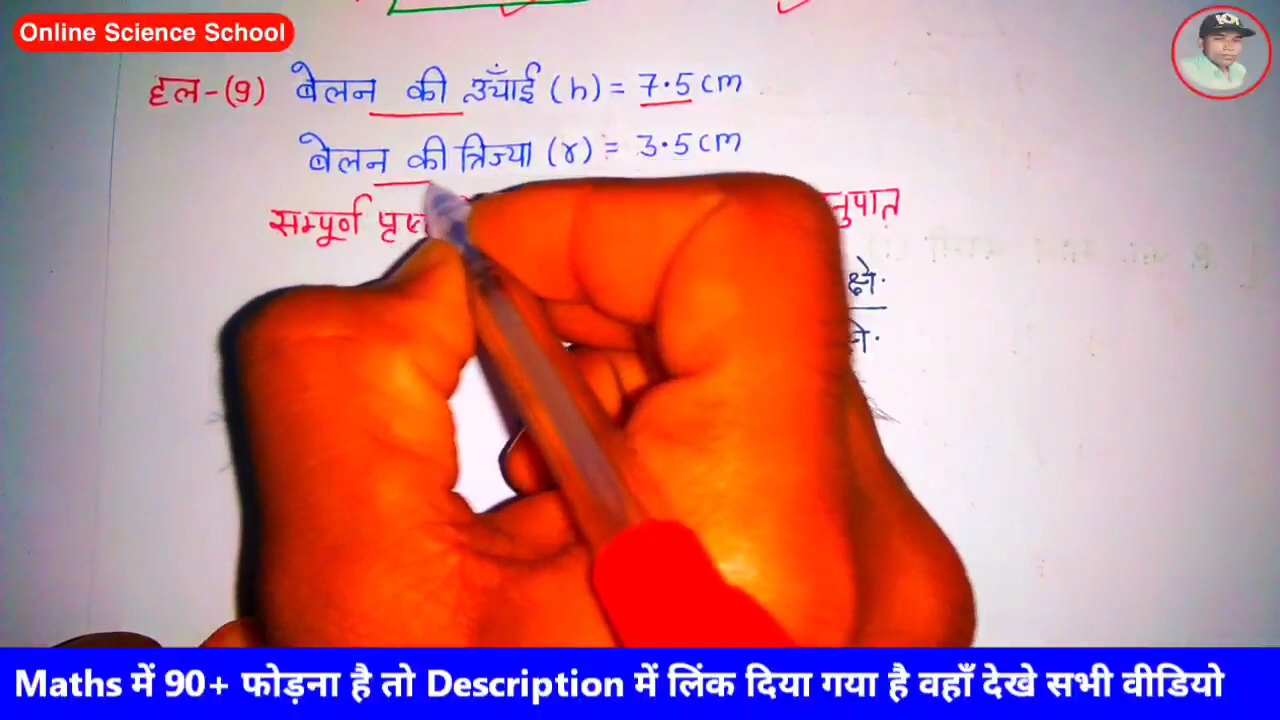 Online Science School
हल-(9) बेलन की उँचाई (h) = 7.5 cm
बेलन की त्रिज्या (r) = 3.5 cm
सम्पूर्ण
क्षे.
Maths में 90+ फोड़ना है तो Description में लिंक दिया गया है वहाँ देखे सभी वीडियो